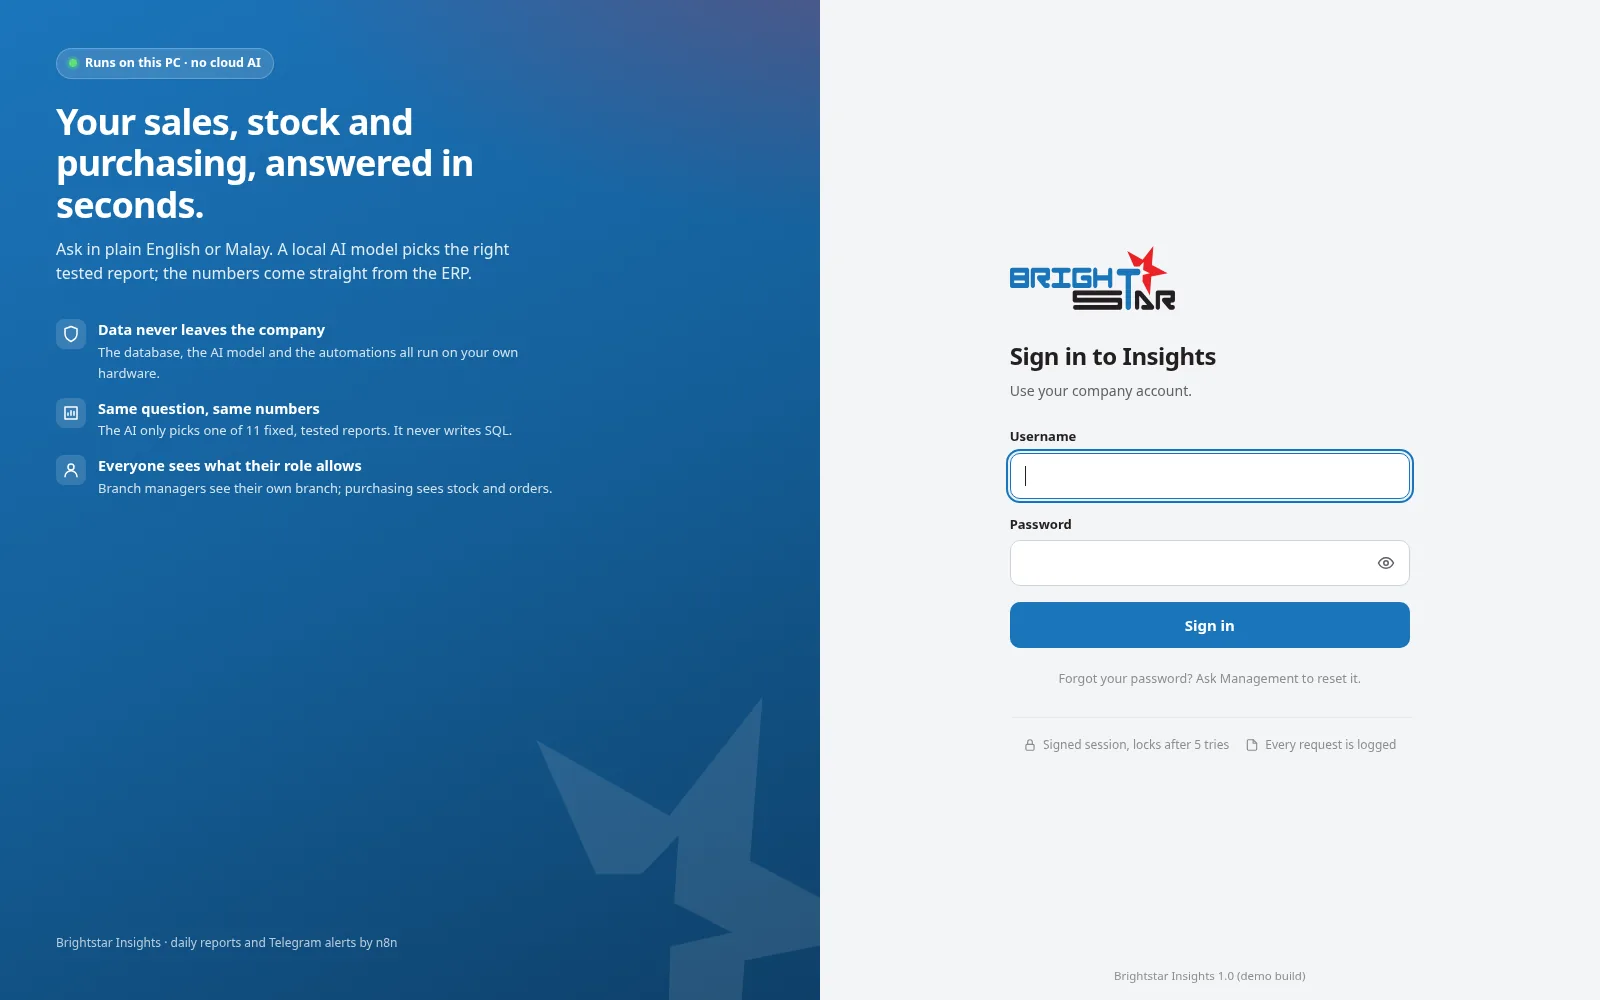 Runs on this PC · no cloud AI
Your sales, stock and
purchasing, answered in
seconds.
Ask in plain English or Malay. A local AI model picks the right
tested report; the numbers come straight from the ERP.
Data never leaves the company
The database, the AI model and the automations all run on your own
hardware.
Same question, same numbers
The AI only picks one of 11 fixed, tested reports. It never writes SQL.
Everyone sees what their role allows
Branch managers see their own branch; purchasing sees stock and orders.
Brightstar Insights · daily reports and Telegram alerts by n8n
BRIGHT
STAR
Sign in to Insights
Use your company account.
Username
Password
Sign in
Forgot your password? Ask Management to reset it.
Signed session, locks after 5 tries
Every request is logged
Brightstar Insights 1.0 (demo build)